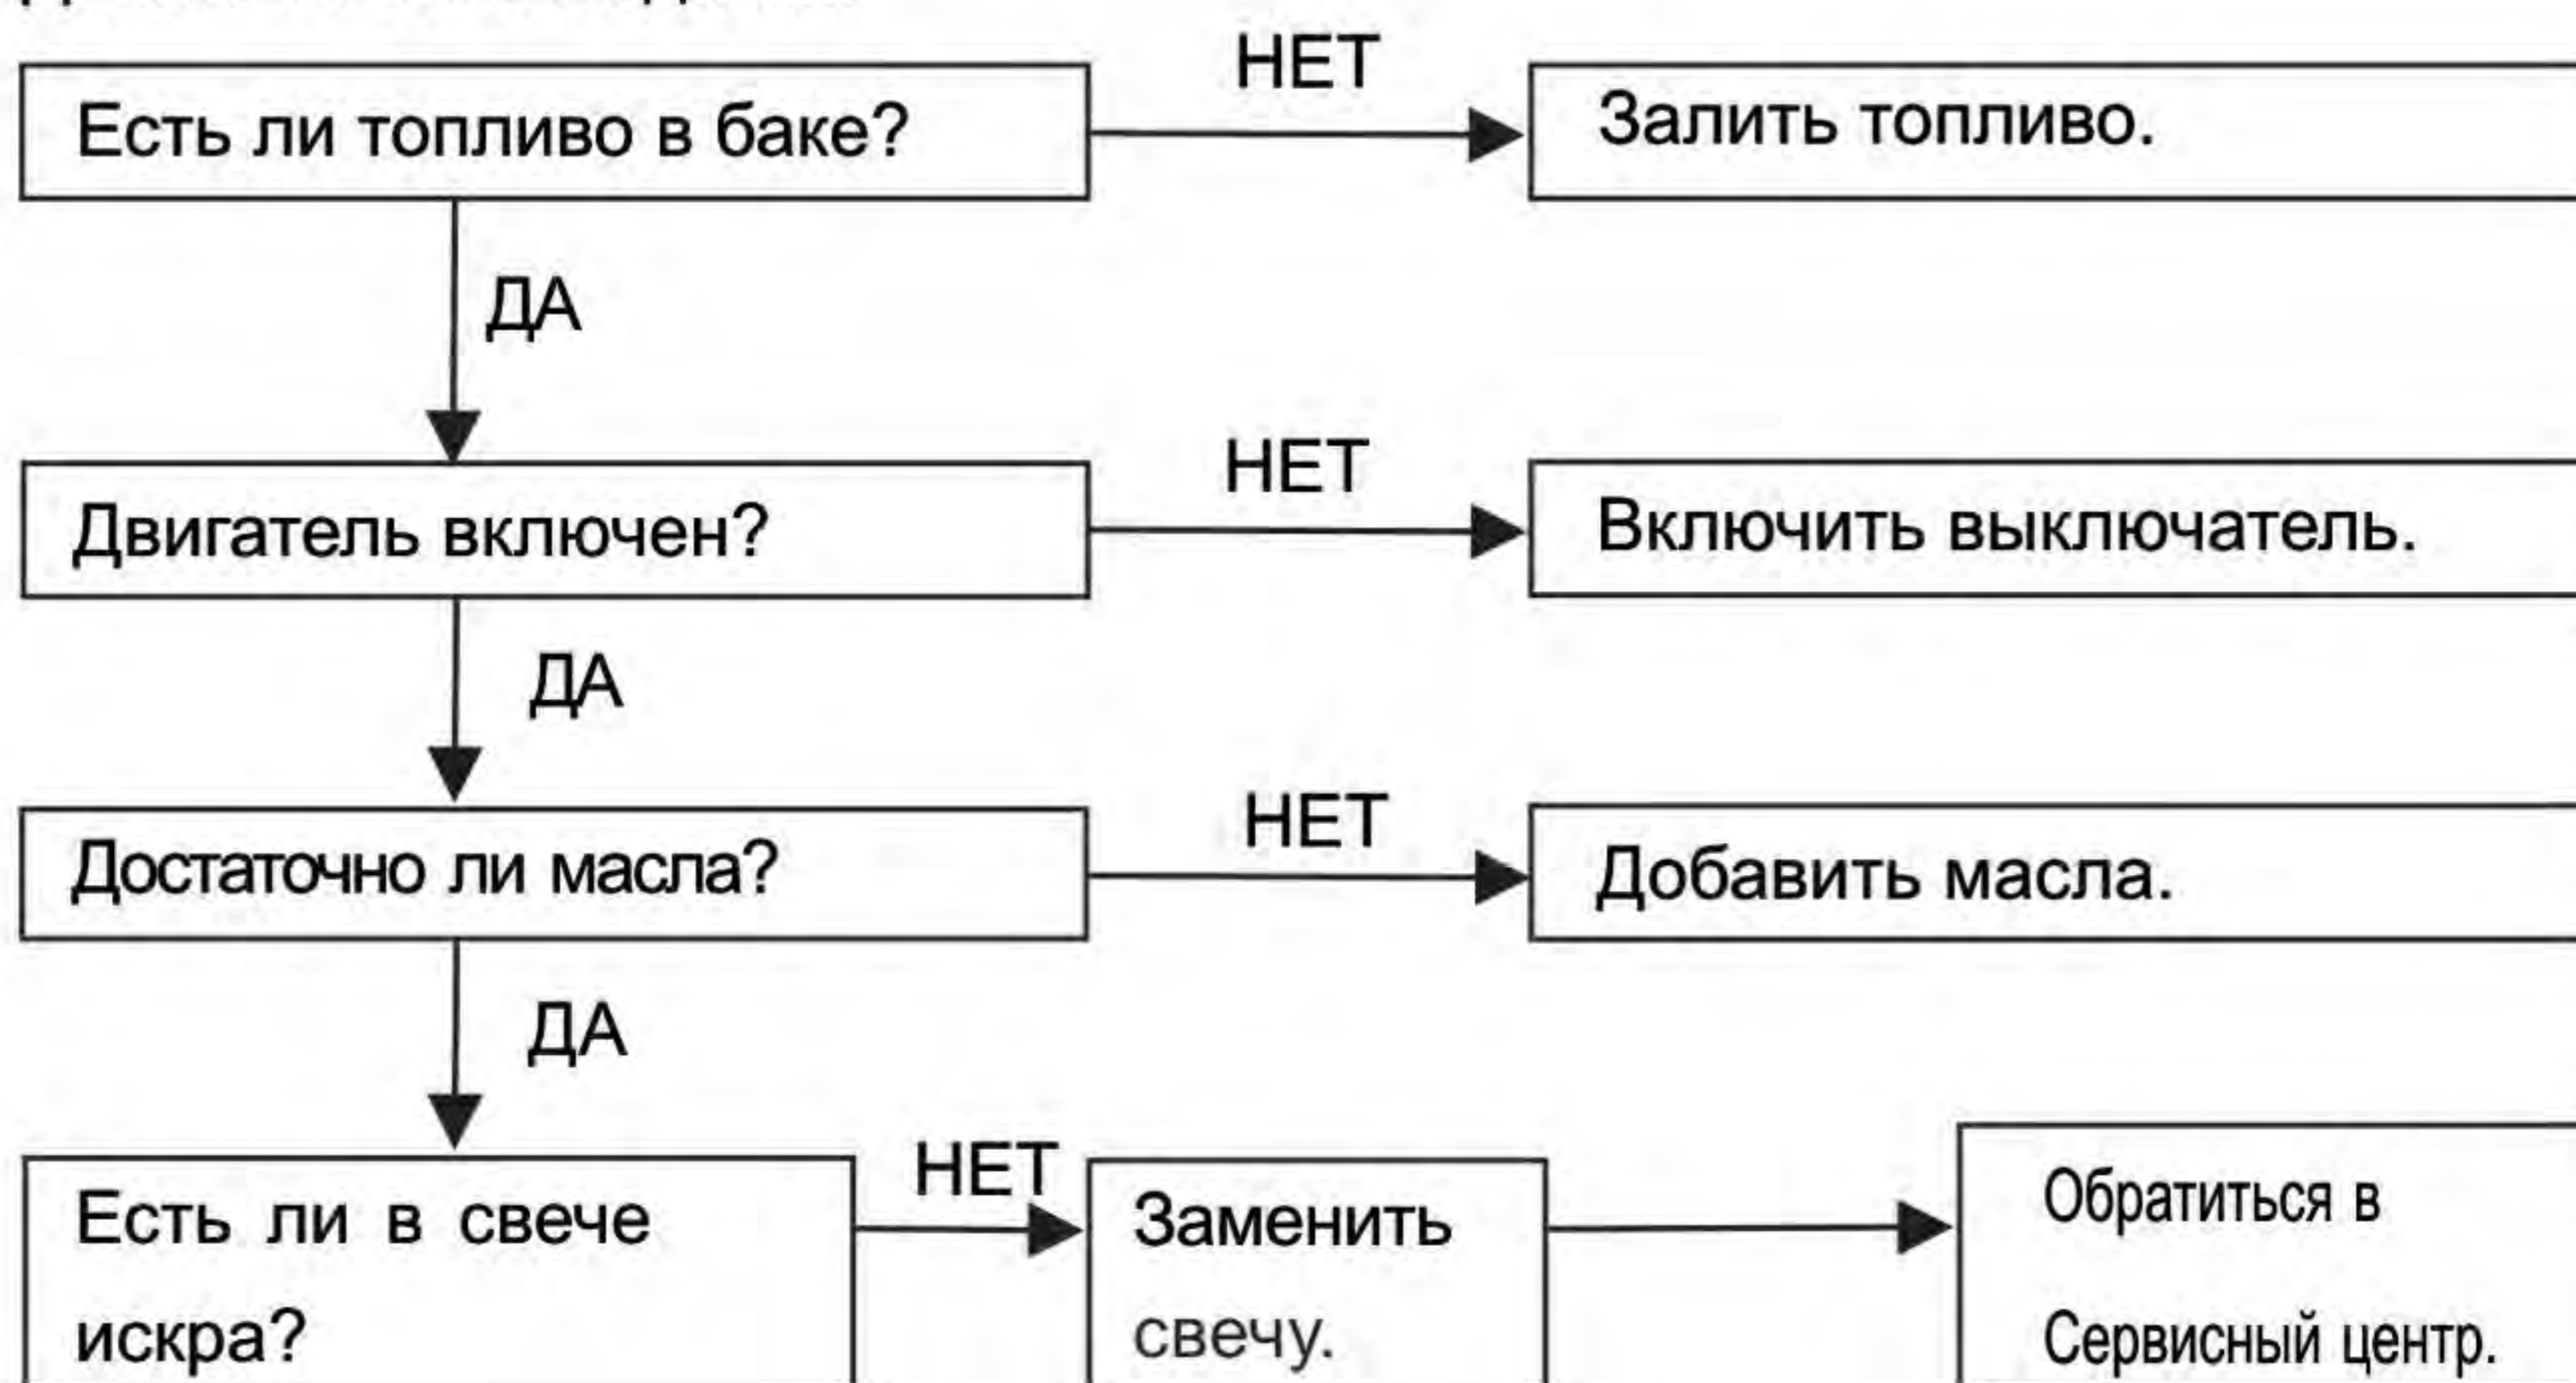 Есть ли топливо в баке?
НЕТ
Залить топливо.
ДА
Двигатель включен?
НЕТ
Включить выключатель.
ДА
Достаточно ли масла?
НЕТ
Добавить масла.
ДА
Есть ли в свече
искра?
НЕТ
Заменить
свечу.
Обратиться в
Сервисный центр.